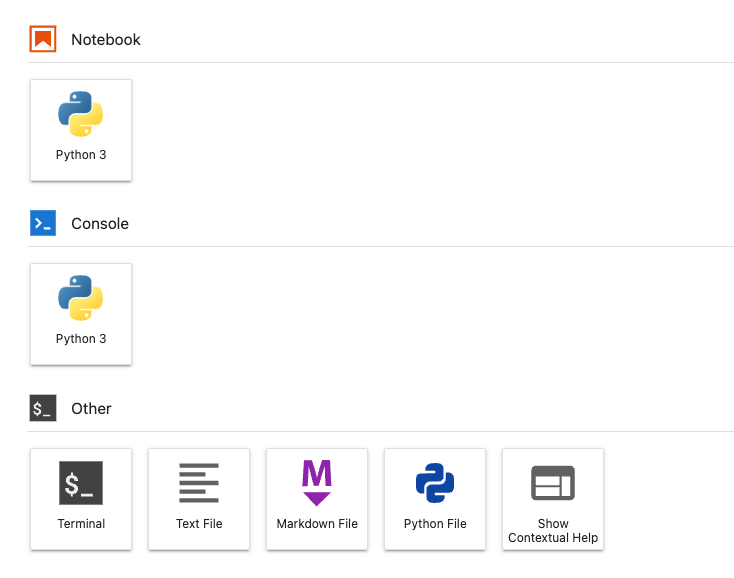 Notebook
Python 3
Console
Python 3
$_ Other
$_
M
Terminal
Text File
Markdown File
Python File
Show
Contextual Help